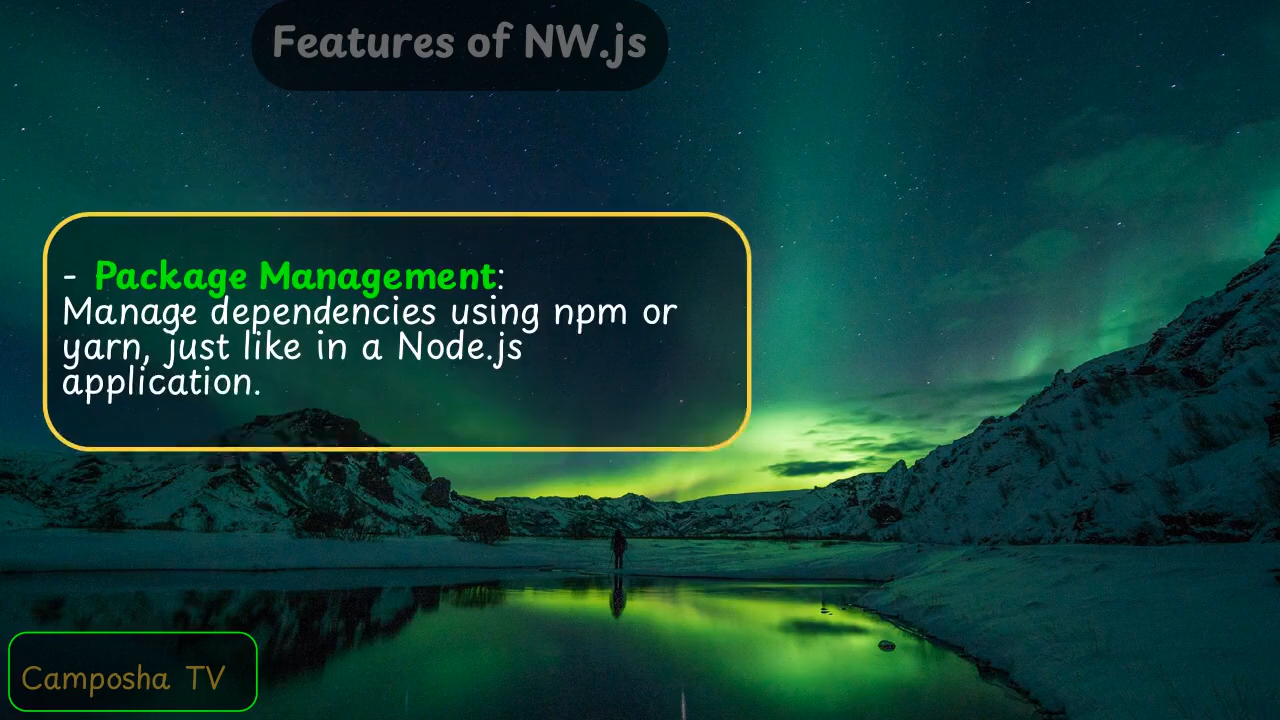 Features of NW.js
- Package Management:
Manage dependencies using npm or
yarn, just like in a Node.js
application.
Camposha TV